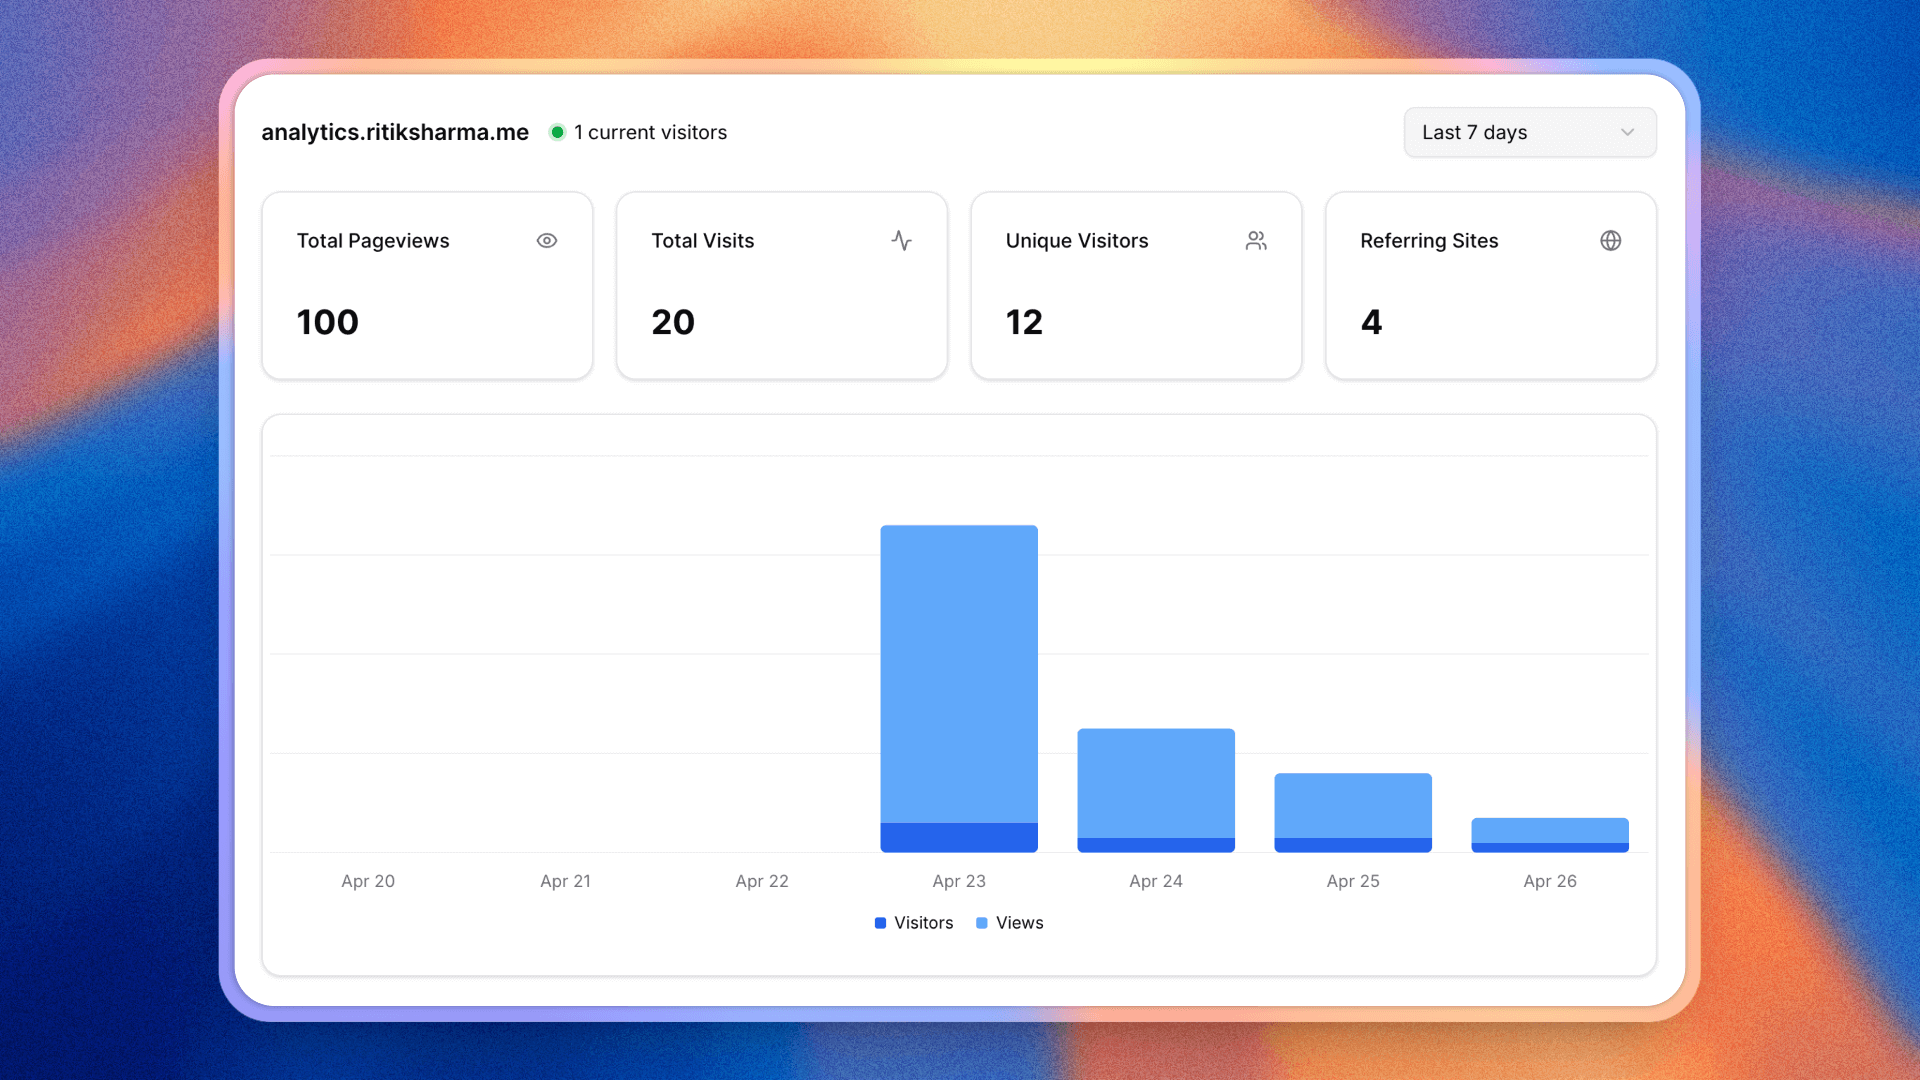 analytics.ritiksharma.me
1 current visitors
Last 7 days
Total Pageviews
100
Total Visits
20
Unique Visitors
12
Referring Sites
4
Apr 20
Apr 21
Apr 22
Apr 23
Apr 24
Apr 25
Apr 26
Visitors
Views